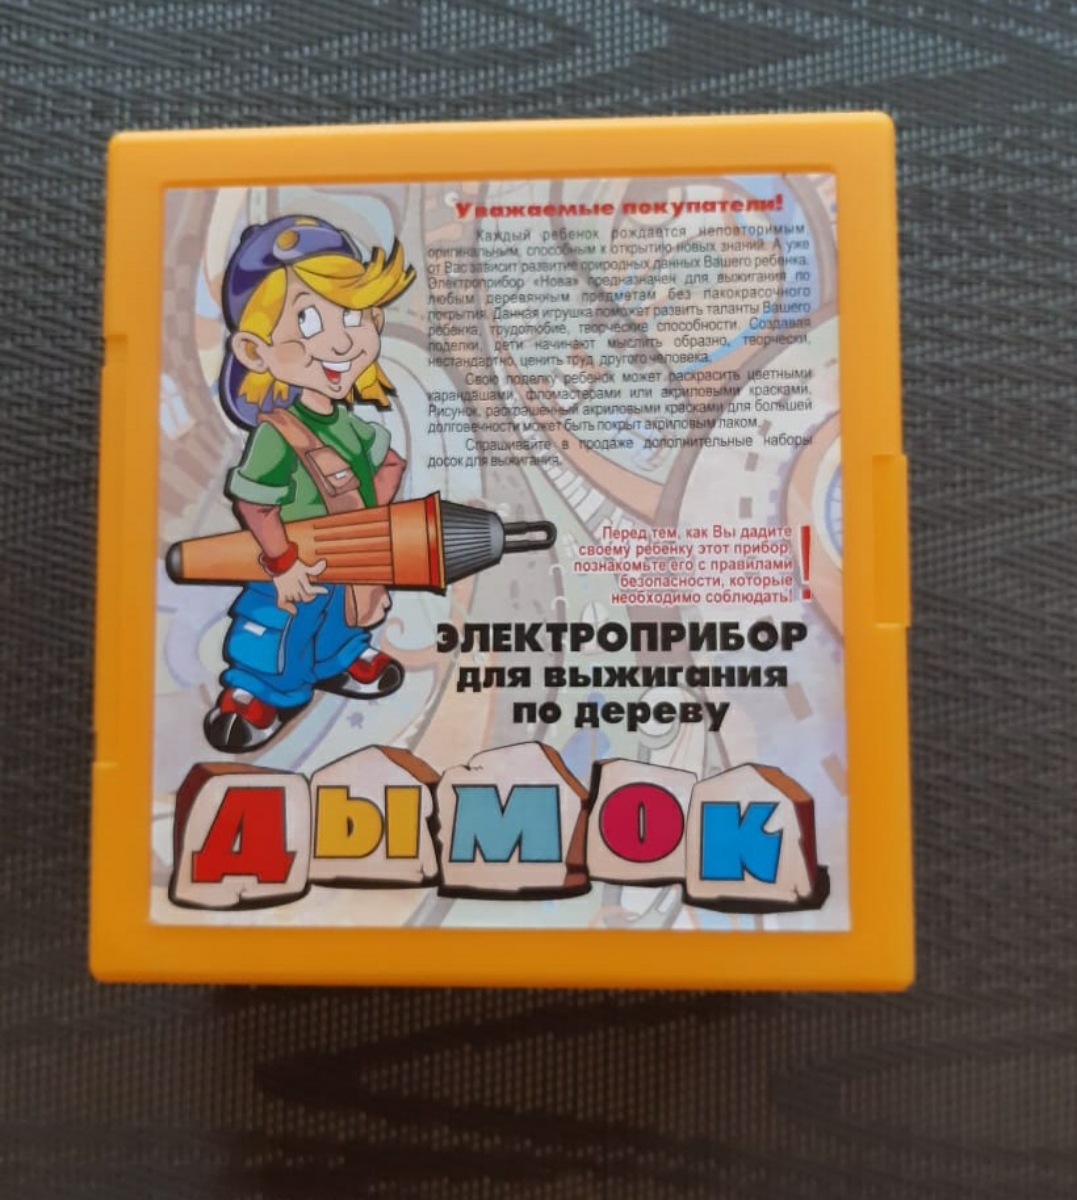 Уважаемые покупатели!
Каждый ребенок рождается неповторимым,
оригинальным, способным к открытию новых знаний. А уже
от Вас зависит развитие природных данных Вашего ребенка.
Электроприбор «Нова» предназначен для выжигания по
любым деревянным предметам без лакокрасочного
покрытия. Данная игрушка поможет развить таланты Вашего
ребенка, трудолюбие, творческие способности. Создавая
поделки, дети начинают мыслить образно, творчески,
нестандартно, ценить труд другого человека.
Свою поделку ребенок может раскрасить цветными
карандашами, фломастерами или акриловыми красками.
Рисунок, раскрашенный акриловыми красками для большей
долговечности может быть покрыт акриловым лаком.
Спрашивайте в продаже дополнительные наборы
досок для выжигания.
Перед тем, как Вы дадите
своему ребенку этот прибор,
познакомьте его с правилами
безопасности, которые
необходимо соблюдать!
!
ЭЛЕКТРОПРИБОР
для выжигания
по дереву
ДЫМОК